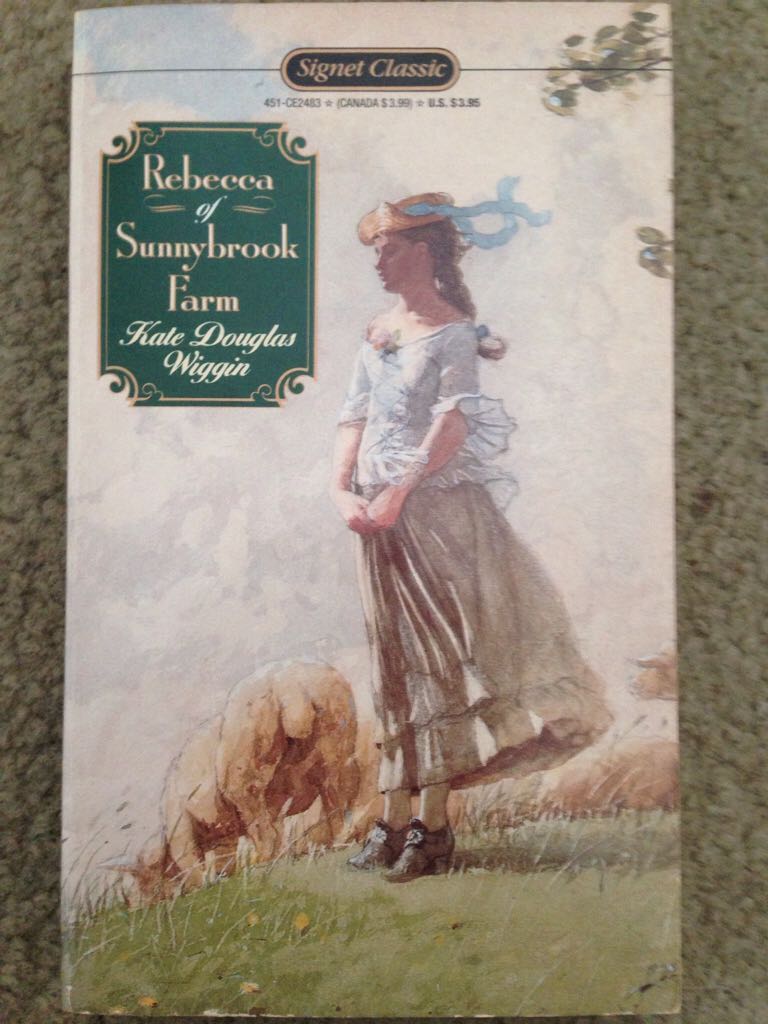 Signet Classic
451-CE2483 ☆ (CANADA $3.99) ☆ U.S. $3.95
Rebecca
of
Sunnybrook
Farm
Kate Douglas
Wiggin